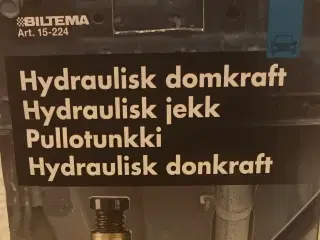 BILTEMA
Art. 15-224
Hydraulisk domkraft
Hydraulisk jekk
Pullotunkki
Hydraulisk donkraft